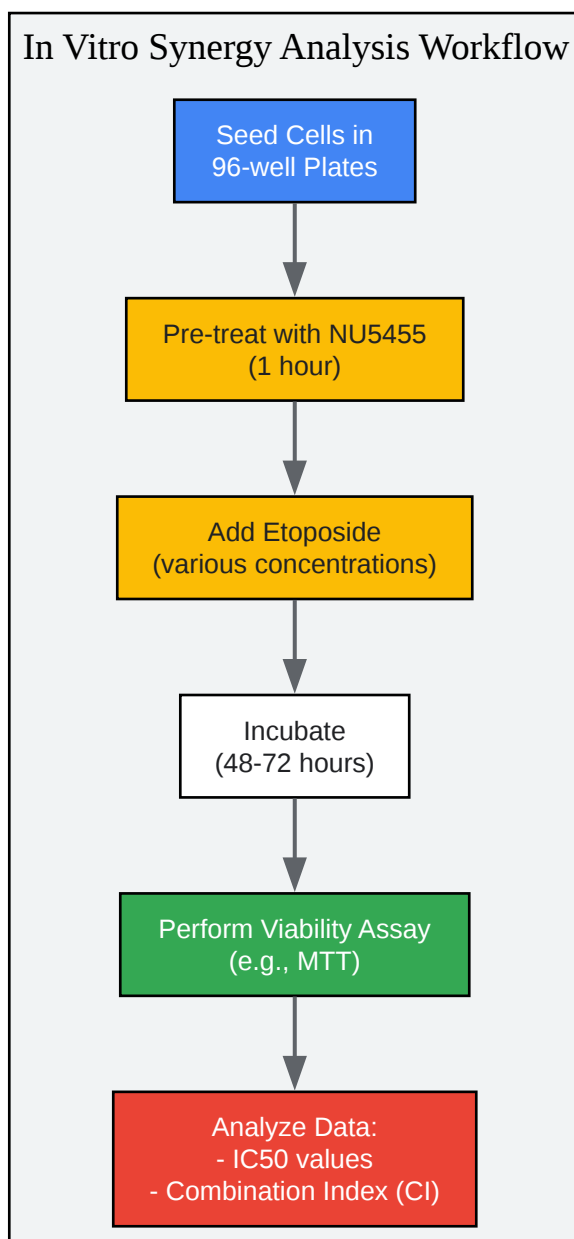 In Vitro Synergy Analysis Workflow
Seed Cells in
96-well Plates
Pre-treat with NU5455
(1 hour)
Add Etoposide
(various concentrations)
Incubate
(48-72 hours)
Perform Viability Assay
(e.g., MTT)
Analyze Data:
- IC50 values
- Combination Index (CI)